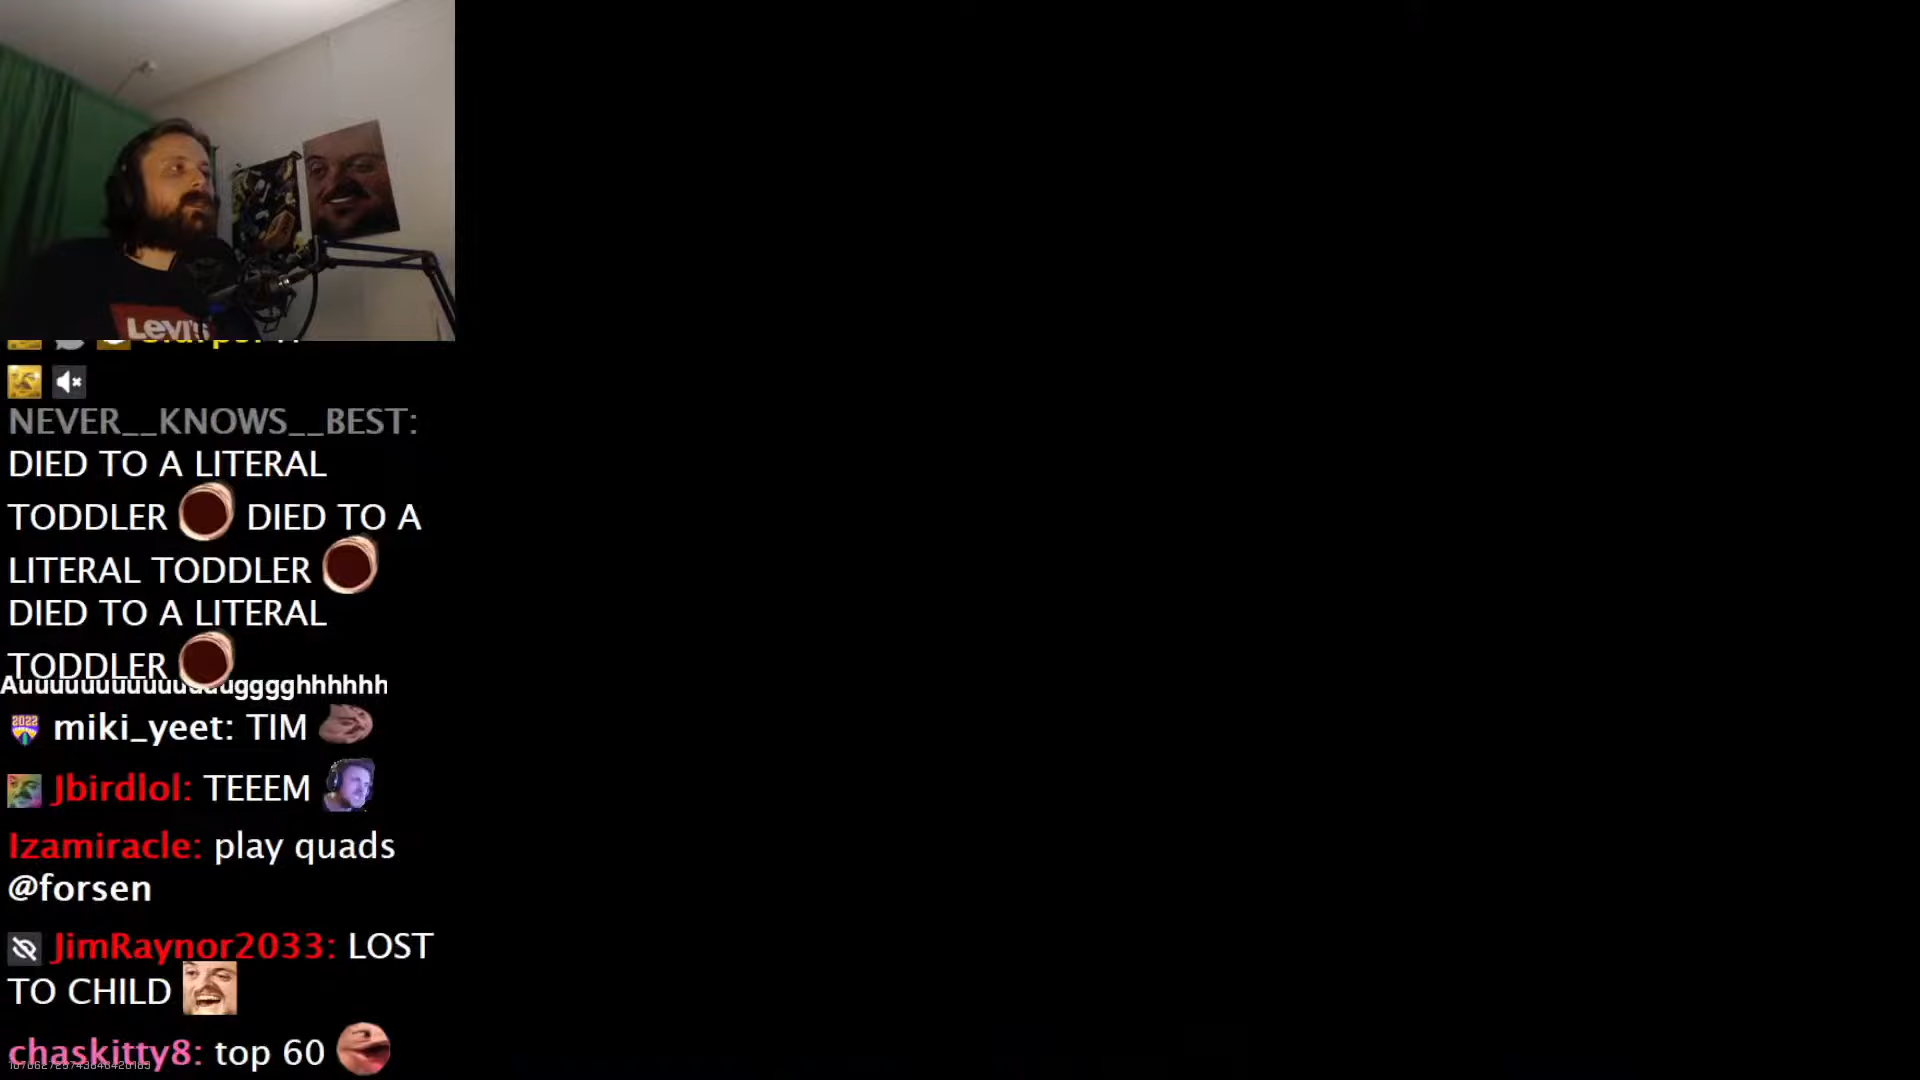 Levi's
NEVER__KNOWS__BEST:
DIED TO A LITERAL
TODDLER DIED TO A
LITERAL TODDLER
DIED TO A LITERAL
TODDLER
2022
miki_yeet: TIM
Jbirdlol: TEEEM
Izamiracle: play quads
@forsen
JimRaynor2033: LOST
TO CHILD
chaskitty8: top 60